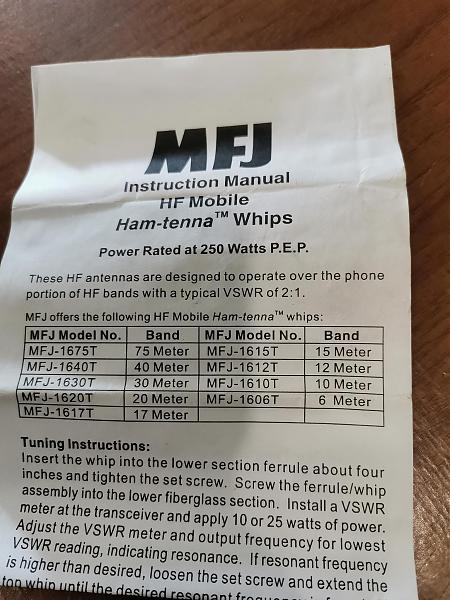 MFJ
Instruction Manual
HF Mobile
Ham-tenna™ Whips
Power Rated at 250 Watts P.E.P.
These HF antennas are designed to operate over the phone
portion of HF bands with a typical VSWR of 2:1.
MFJ offers the following HF Mobile Ham-tenna™ whips:
MFJ Model No. Band MFJ Model No. Band
MFJ-1675T 75 Meter MFJ-1615T 15 Meter
MFJ-1640T 40 Meter MFJ-1612T 12 Meter
MFJ-1630T 30 Meter MFJ-1610T 10 Meter
MFJ-1620T 20 Meter MFJ-1606T 6 Meter
MFJ-1617T 17 Meter
Tuning Instructions:
Insert the whip into the lower section ferrule about four
inches and tighten the set screw. Screw the ferrule/whip
assembly into the lower fiberglass section. Install a VSWR
meter at the transceiver and apply 10 or 25 watts of power.
Adjust the VSWR meter and output frequency for lowest
VSWR reading, indicating resonance. If resonant frequency
is higher than desired, loosen the set screw and extend the
top whip until the desired resonant frequency is